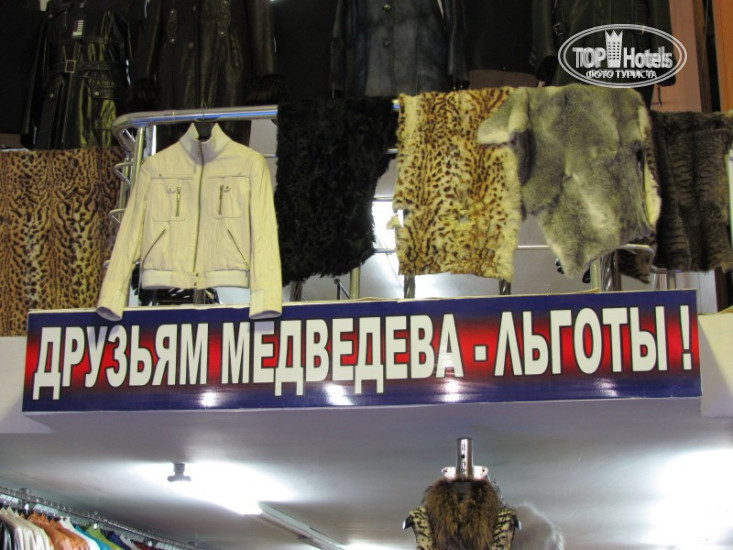 TOP Hotels
ФОТО ТУРИСТА
ДРУЗЬЯМ МЕДВЕДЕВА - ЛЬГОТЫ !